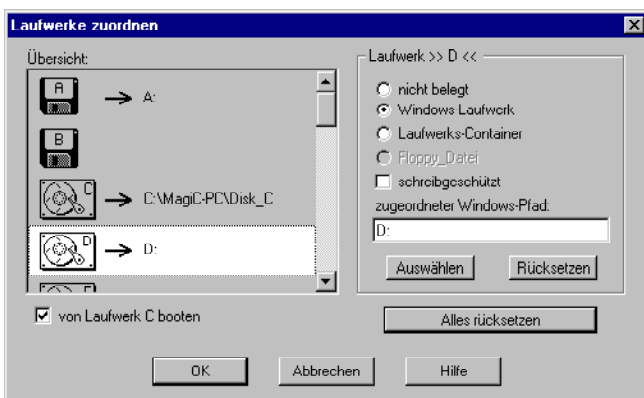 Laufwerke zuordnen
Übersicht:
A
A:
B
C
C:\MagiC-PC\Disk_C
D
D:
E
von Laufwerk C booten
Laufwerk >> D <<
nicht belegt
Windows Laufwerk
Laufwerks-Container
Floppy_Datei
schreibgeschützt
zugeordneter Windows-Pfad:
D:
Auswählen
Rücksetzen
Alles rücksetzen
OK
Abbrechen
Hilfe